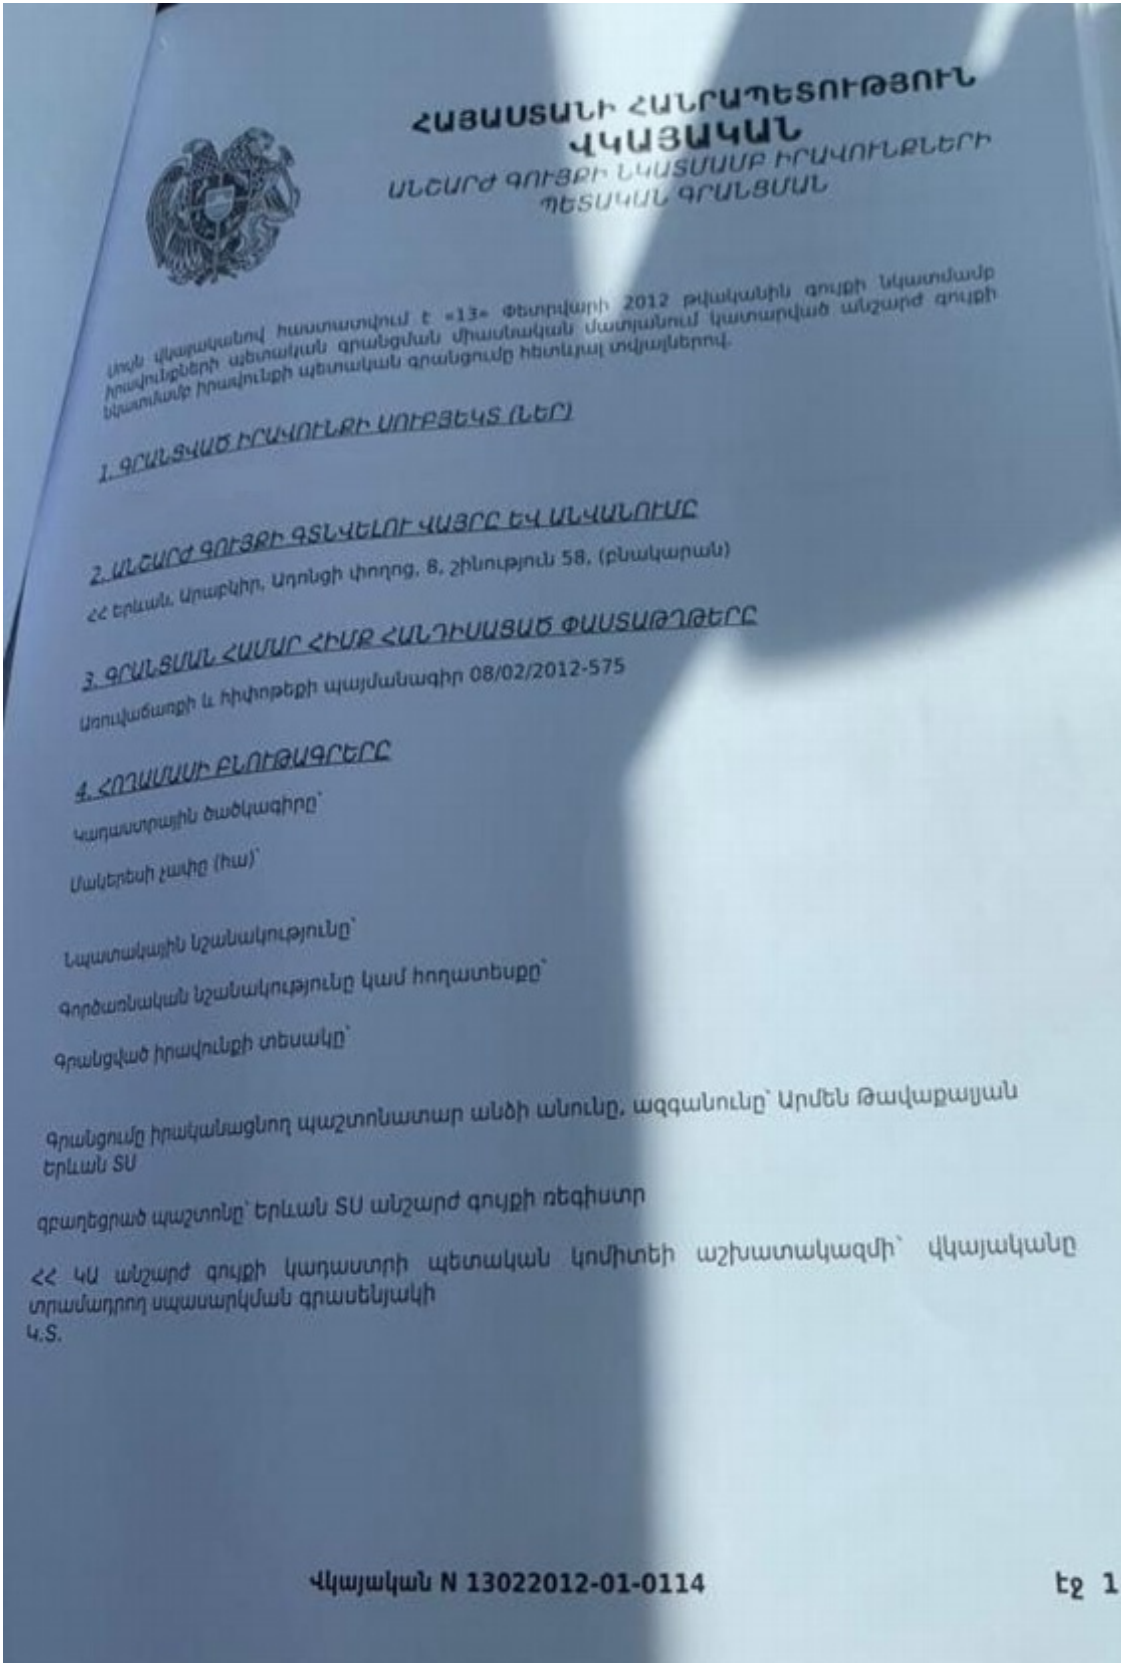 ՀԱՅԱՍՏԱՆԻ ՀԱՆՐԱՊԵՏՈՒԹՅՈՒՆ
ՎԿԱՅԱԿԱՆ
ԱՆՇԱՐԺ ԳՈՒՅՔԻ ՆԿԱՏՄԱՄԲ ԻՐԱՎՈՒՆՔՆԵՐԻ
ՊԵՏԱԿԱՆ ԳՐԱՆՑՄԱՆ
Սույն վկայականով հաստատվում է «13» Փետրվարի 2012 թվականին գույքի նկատմամբ
իրավունքների պետական գրանցման միասնական մատյանում կատարված անշարժ գույքի
նկատմամբ իրավունքի պետական գրանցումը հետևյալ տվյալներով.
1. ԳՐԱՆՑՎԱԾ ԻՐԱՎՈՒՆՔԻ ՍՈՒԲՅԵԿՏ (ՆԵՐ)
2. ԱՆՇԱՐԺ ԳՈՒՅՔԻ ԳՏՆՎԵԼՈՒ ՎԱՅՐԸ ԵՎ ԱՆՎԱՆՈՒՄԸ
ՀՀ Երևան, Արաբկիր, Ադոնցի փողոց, 8, շինություն 58, (բնակարան)
3. ԳՐԱՆՑՄԱՆ ՀԱՄԱՐ ՀԻՄՔ ՀԱՆԴԻՍԱՑԱԾ ՓԱՍՏԱԹՂԹԵՐԸ
Առուվաճառքի և հիփոթեքի պայմանագիր 08/02/2012-575
4. ՀՈՂԱՄԱՍԻ ԲՆՈՒԹԱԳՐԵՐԸ
Կադաստրային ծածկագիրը՝
Մակերեսի չափը (հա)՝
Նպատակային նշանակությունը՝
Գործառնական նշանակությունը կամ հողատեսքը՝
Գրանցված իրավունքի տեսակը՝
Գրանցումը իրականացնող պաշտոնատար անձի անունը, ազգանունը՝ Արմեն Թավաքալյան
Երևան ՏՍ
զբաղեցրած պաշտոնը՝ Երևան ՏՍ անշարժ գույքի ռեգիստր
ՀՀ ԿԱ անշարժ գույքի կադաստրի պետական կոմիտեի աշխատակազմի՝ վկայականը
տրամադրող սպասարկման գրասենյակի
Կ.Տ.
Վկայական N 13022012-01-0114 էջ 1